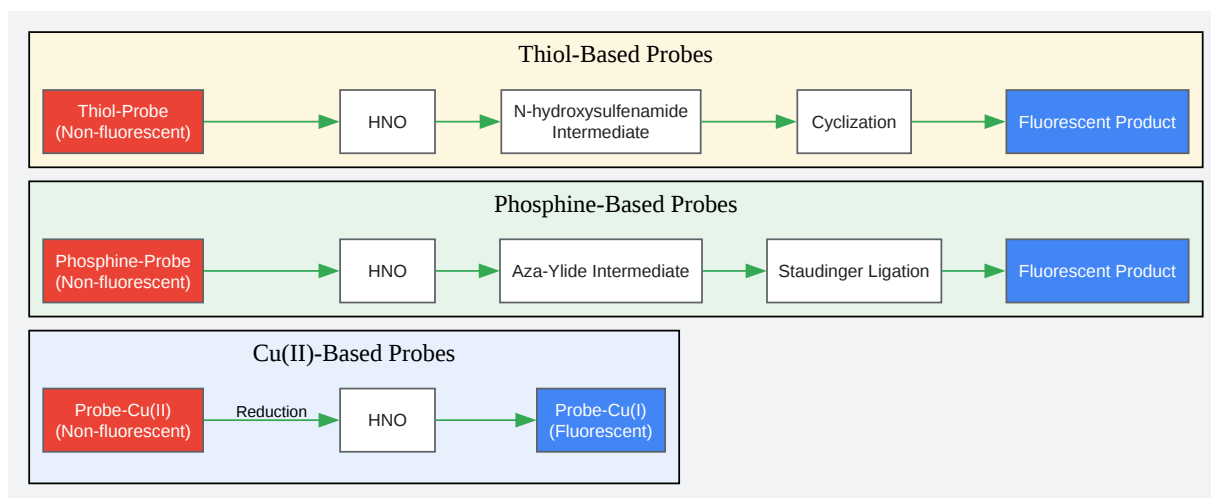 Thiol-Based Probes
Thiol-Probe
(Non-fluorescent)
HNO
N-hydroxysulfenamide
Intermediate
Cyclization
Fluorescent Product
Phosphine-Based Probes
Phosphine-Probe
(Non-fluorescent)
HNO
Aza-Ylide Intermediate
Staudinger Ligation
Fluorescent Product
Cu(II)-Based Probes
Probe-Cu(II)
(Non-fluorescent)
Reduction
HNO
Probe-Cu(I)
(Fluorescent)